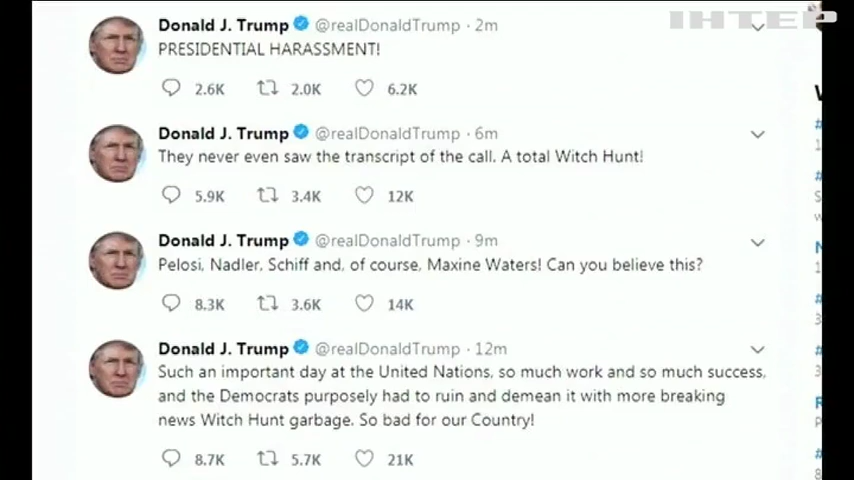 ІНТЕР
Donald J. Trump @realDonaldTrump · 2m
PRESIDENTIAL HARASSMENT!
2.6K 2.0K 6.2K
Donald J. Trump @realDonaldTrump · 6m
They never even saw the transcript of the call. A total Witch Hunt!
5.9K 3.4K 12K
Donald J. Trump @realDonaldTrump · 9m
Pelosi, Nadler, Schiff and, of course, Maxine Waters! Can you believe this?
8.3K 3.6K 14K
Donald J. Trump @realDonaldTrump · 12m
Such an important day at the United Nations, so much work and so much success,
and the Democrats purposely had to ruin and demean it with more breaking
news Witch Hunt garbage. So bad for our Country!
8.7K 5.7K 21K